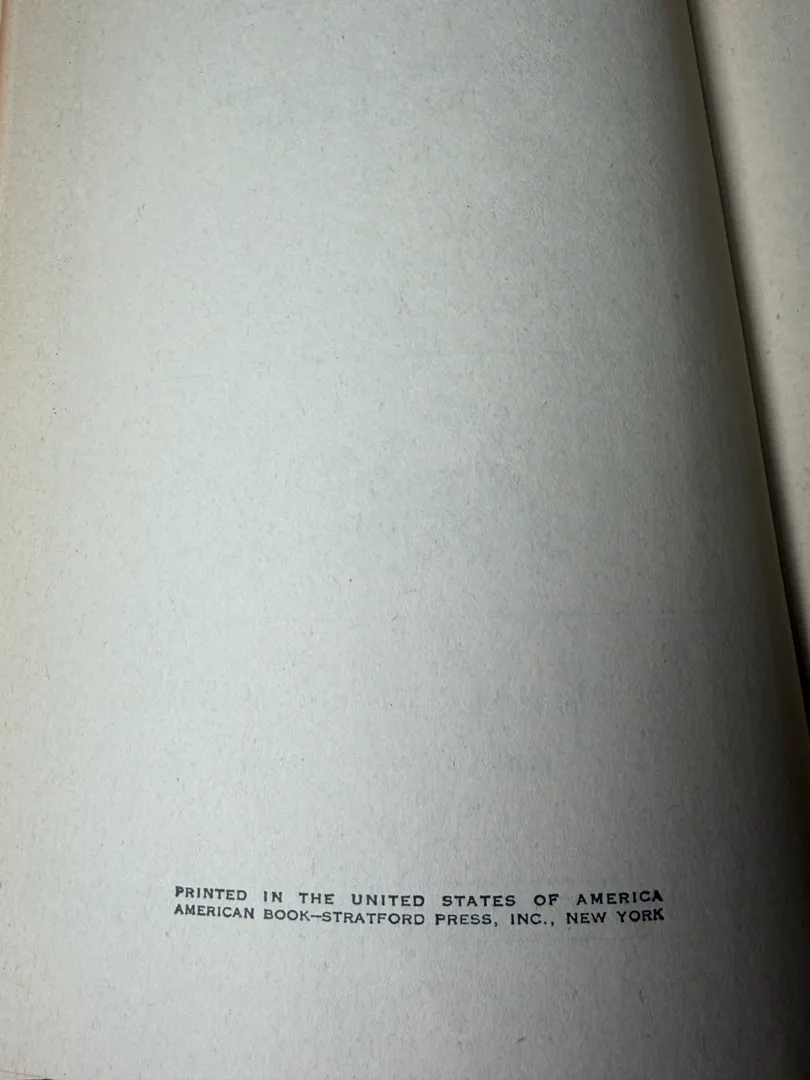 PRINTED IN THE UNITED STATES OF AMERICA
AMERICAN BOOK–STRATFORD PRESS, INC., NEW YORK